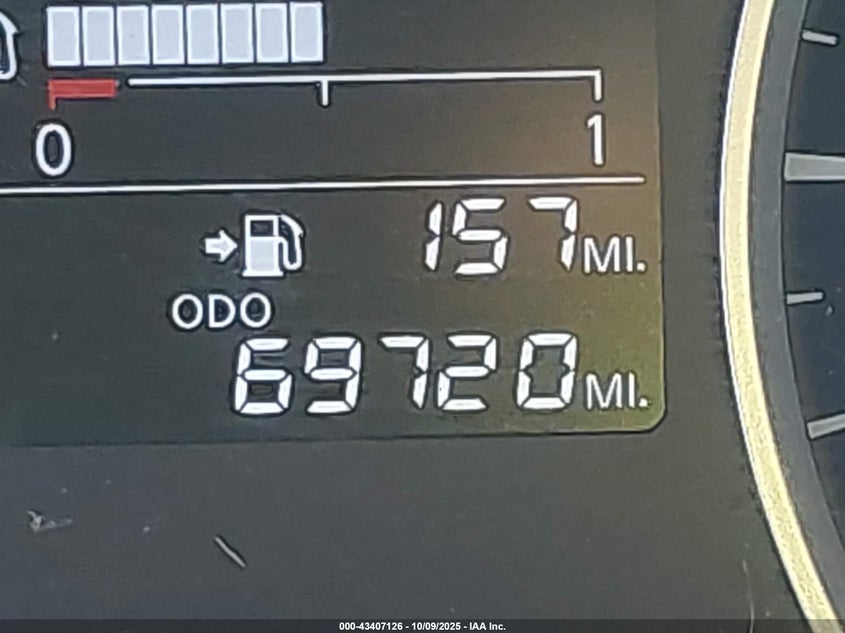 0 1
157 MI.
ODO
69720 MI.
000-43407126 - 10/09/2025 - IAA Inc.